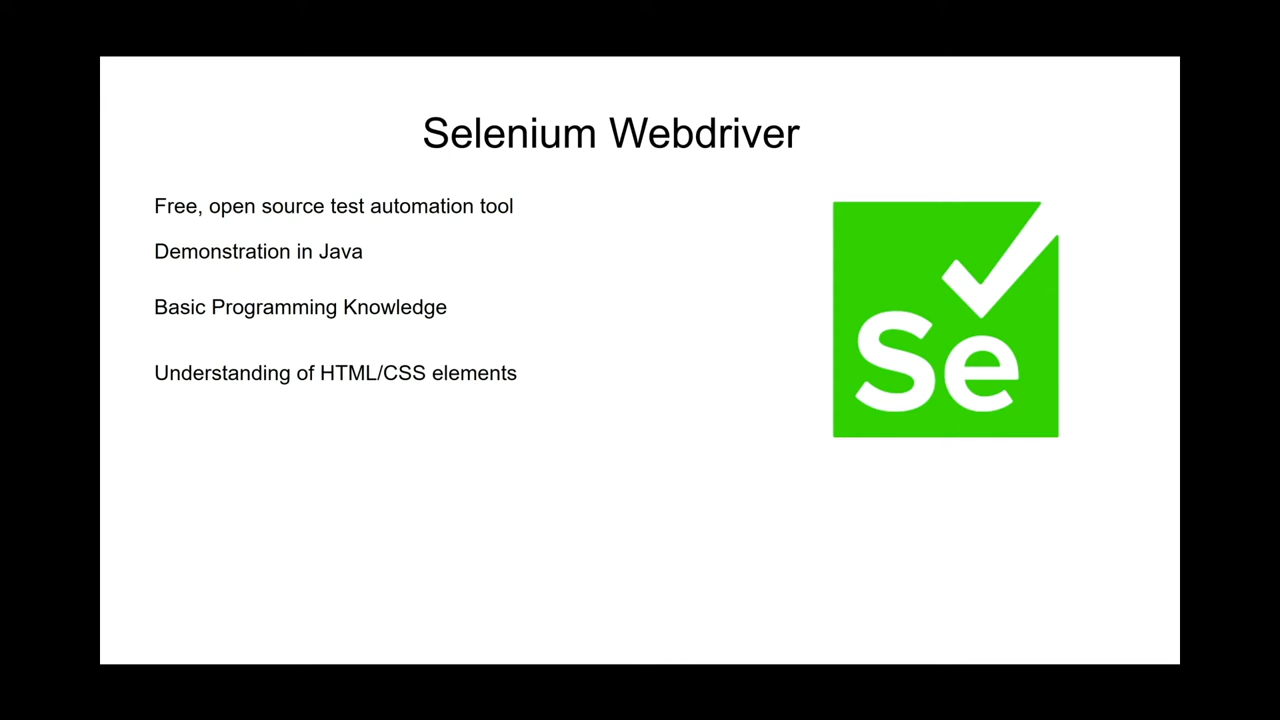 Selenium Webdriver
Free, open source test automation tool
Demonstration in Java
Basic Programming Knowledge
Understanding of HTML/CSS elements
Se